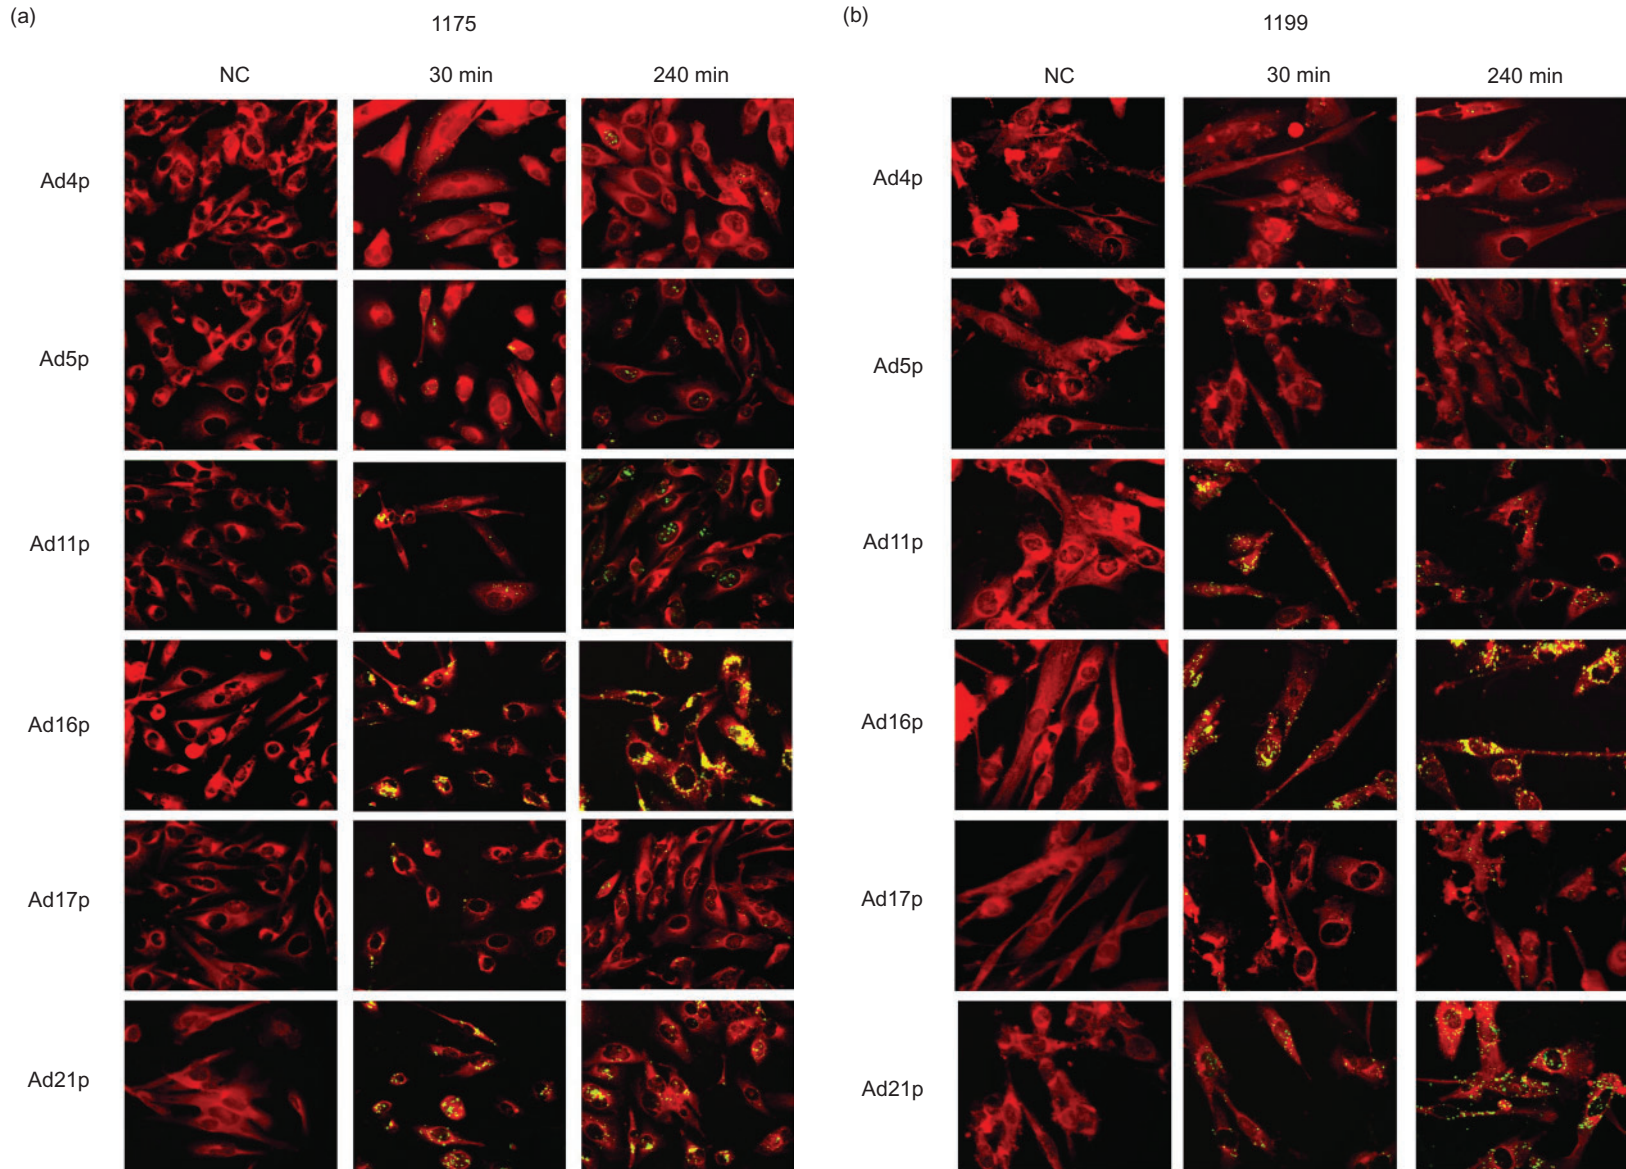 (a)
1175
NC 30 min 240 min
Ad4p
Ad5p
Ad11p
Ad16p
Ad17p
Ad21p
(b)
1199
NC 30 min 240 min
Ad4p
Ad5p
Ad11p
Ad16p
Ad17p
Ad21p